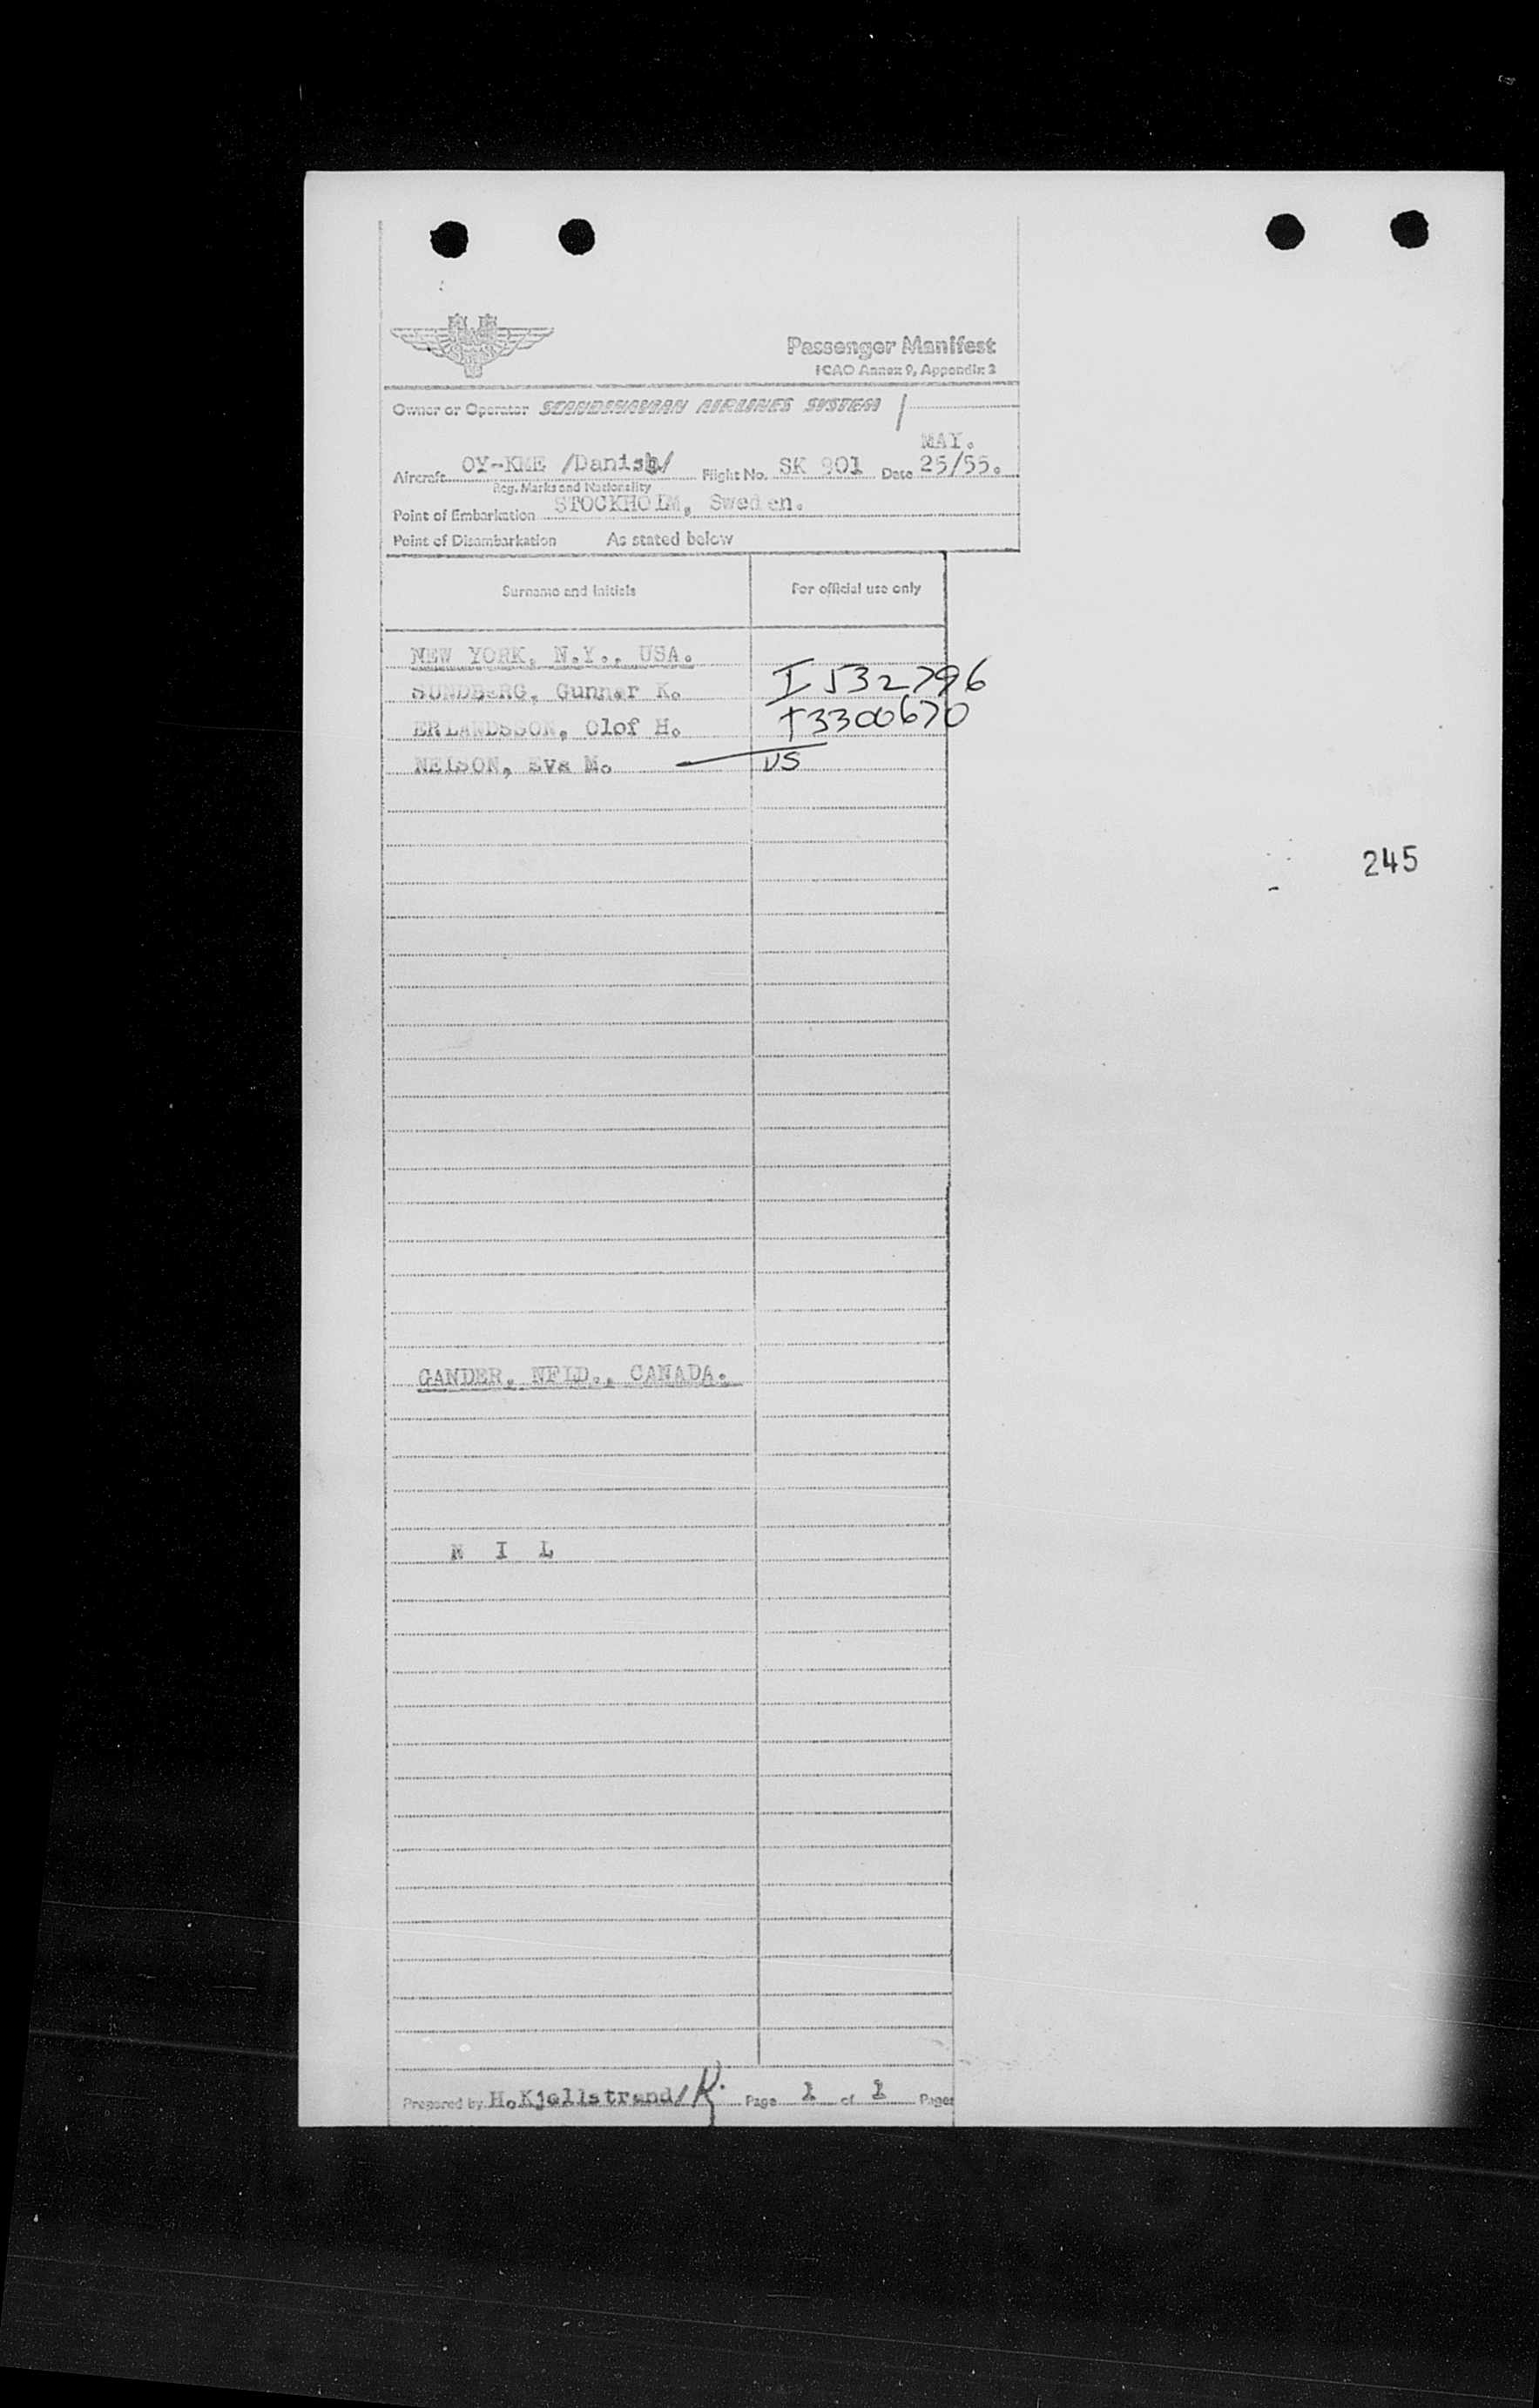 Passenger Manifest
ICAO Annex 9, Appendix 2
Owner or Operator SCANDINAVIAN AIRLINES SYSTEM
MAY.
Aircraft OY-KME /Danish/ Flight No. SK 901 Date 25/55.
Reg. Marks and Nationality
Point of Embarkation STOCKHOLM, Sweden.
Point of Disembarkation As stated below
Surname and initials For official use only
NEW YORK, N.Y., USA.
SUNDBERG, Gunnar K. I 532796
ERLANDSSON, Olof H. T3300670
NELSON, Eva M. US
245
GANDER, NFLD., CANADA.
N I L
Prepared by H.Kjellstrand/ Page 1 of 1 Pages